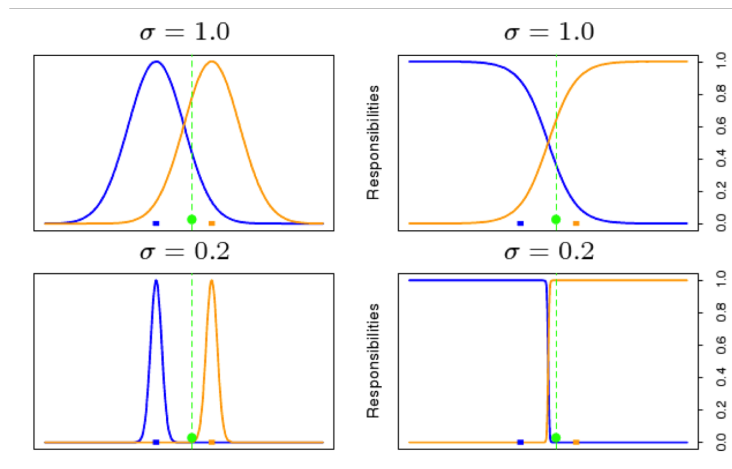 σ = 1.0
σ = 1.0
Responsibilities
0.0 0.2 0.4 0.6 0.8 1.0
σ = 0.2
σ = 0.2
Responsibilities
0.0 0.2 0.4 0.6 0.8 1.0